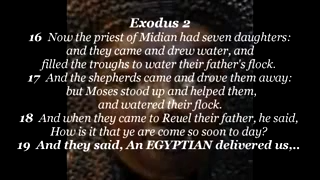 Exodus 2
16 Now the priest of Midian had seven daughters:
and they came and drew water, and
filled the troughs to water their father's flock.
17 And the shepherds came and drove them away:
but Moses stood up and helped them,
and watered their flock.
18 And when they came to Reuel their father, he said,
How is it that ye are come so soon to day?
19 And they said, An EGYPTIAN delivered us,..